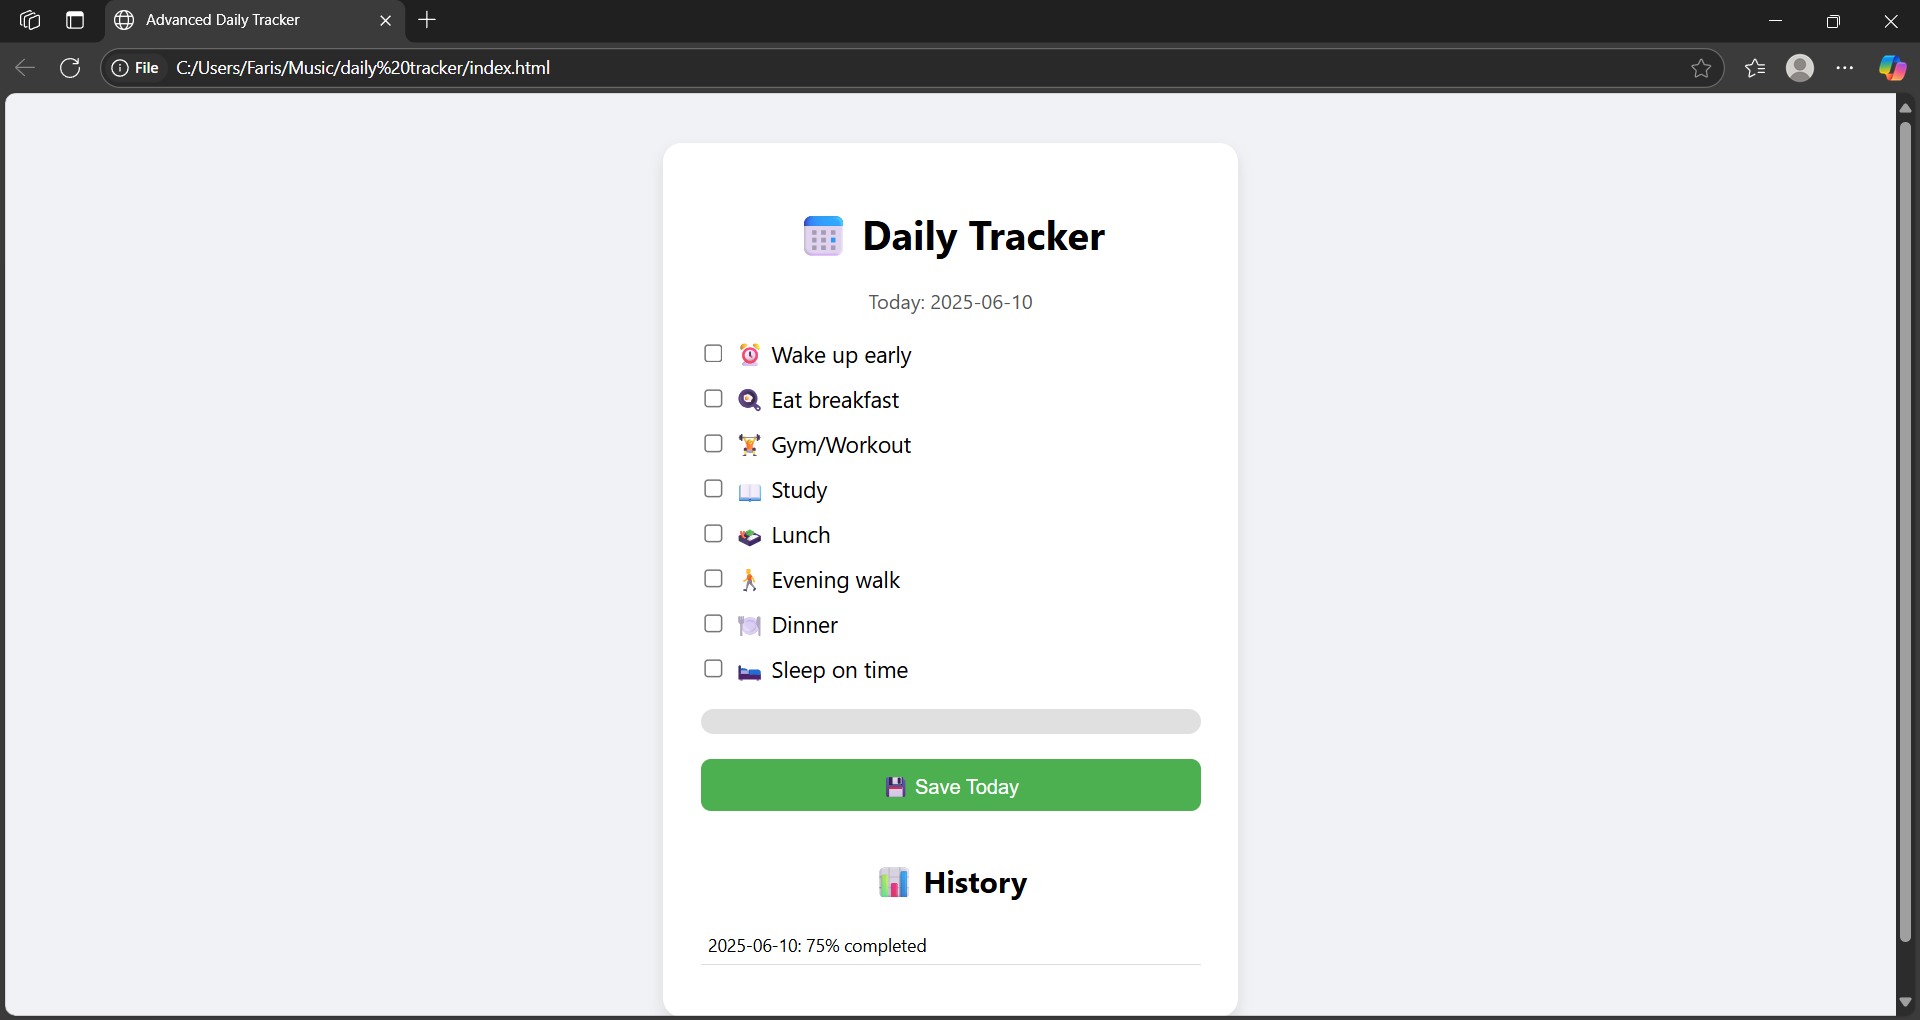 Advanced Daily Tracker
File C:/Users/Faris/Music/daily%20tracker/index.html
Daily Tracker
Today: 2025-06-10
Wake up early
Eat breakfast
Gym/Workout
Study
Lunch
Evening walk
Dinner
Sleep on time
Save Today
History
2025-06-10: 75% completed